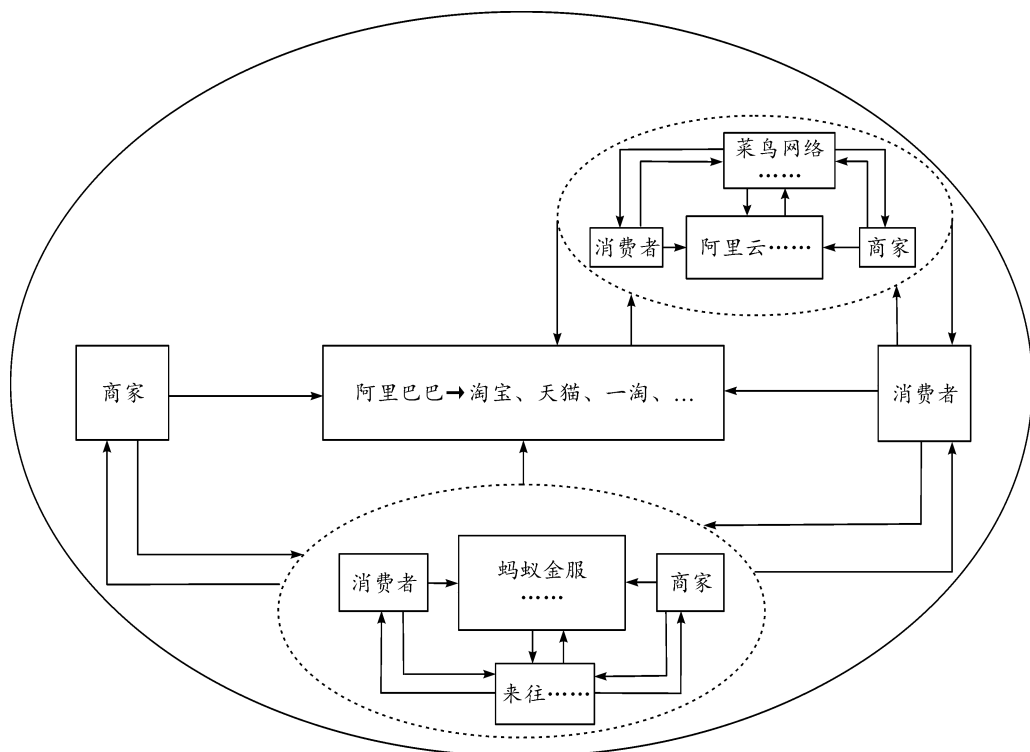 菜鸟网络
……
消费者
阿里云……
商家
商家
阿里巴巴→淘宝、天猫、一淘、…
消费者
消费者
蚂蚁金服
……
商家
来往……